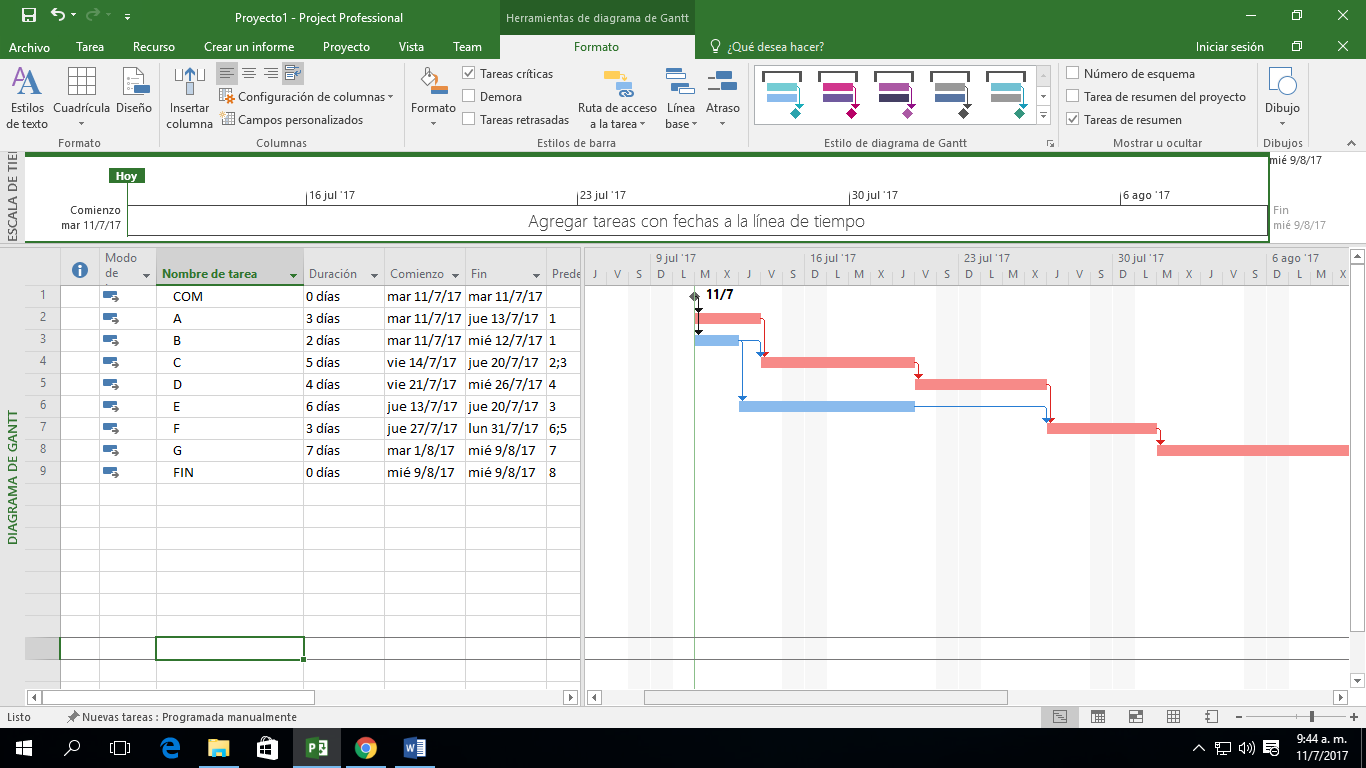 Proyecto1 - Project Professional
Herramientas de diagrama de Gantt
Archivo Tarea Recurso Crear un informe Proyecto Vista Team Formato ¿Qué desea hacer? Iniciar sesión
Estilos de texto
Cuadrícula
Diseño
Formato
Insertar columna
Configuración de columnas
Campos personalizados
Columnas
Formato
Tareas críticas
Demora
Tareas retrasadas
Ruta de acceso a la tarea
Línea base
Atraso
Estilos de barra
Estilo de diagrama de Gantt
Número de esquema
Tarea de resumen del proyecto
Tareas de resumen
Mostrar u ocultar
Dibujo
Dibujos
ESCALA DE TIE
Hoy
mié 9/8/17
16 jul '17 23 jul '17 30 jul '17 6 ago '17
Comienzo
mar 11/7/17
Agregar tareas con fechas a la línea de tiempo
Fin
mié 9/8/17
DIAGRAMA DE GANTT
Modo de Nombre de tarea Duración Comienzo Fin Prede
9 jul '17 16 jul '17 23 jul '17 30 jul '17 6 ago '17
J V S D L M X J V S D L M X J V S D L M X J V S D L M X J V S D L M X
1 COM 0 días mar 11/7/17 mar 11/7/17
11/7
2 A 3 días mar 11/7/17 jue 13/7/17 1
3 B 2 días mar 11/7/17 mié 12/7/17 1
4 C 5 días vie 14/7/17 jue 20/7/17 2;3
5 D 4 días vie 21/7/17 mié 26/7/17 4
6 E 6 días jue 13/7/17 jue 20/7/17 3
7 F 3 días jue 27/7/17 lun 31/7/17 6;5
8 G 7 días mar 1/8/17 mié 9/8/17 7
9 FIN 0 días mié 9/8/17 mié 9/8/17 8
Listo Nuevas tareas : Programada manualmente
9:44 a. m.
11/7/2017